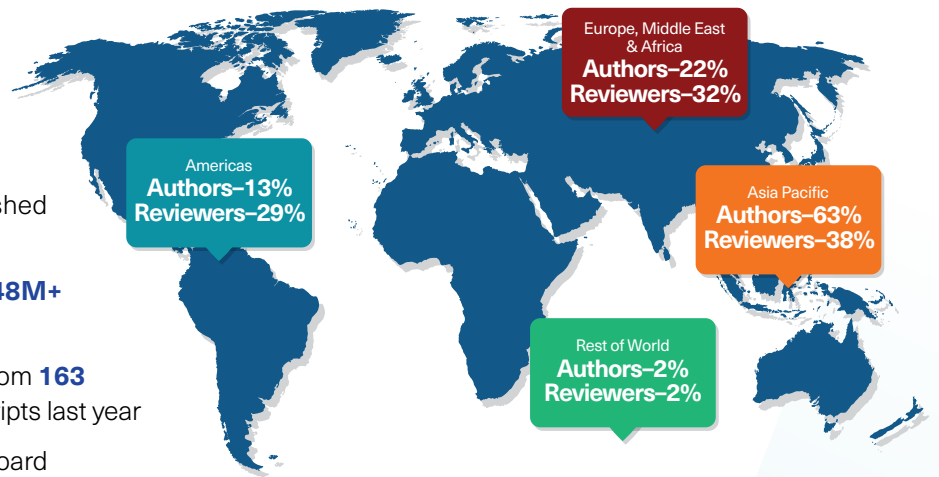 Europe, Middle East
& Africa
Authors–22%
Reviewers–32%
Americas
Authors–13%
Reviewers–29%
Asia Pacific
Authors–63%
Reviewers–38%
Rest of World
Authors–2%
Reviewers–2%
shed
48M+
om 163
ipts last year
oard